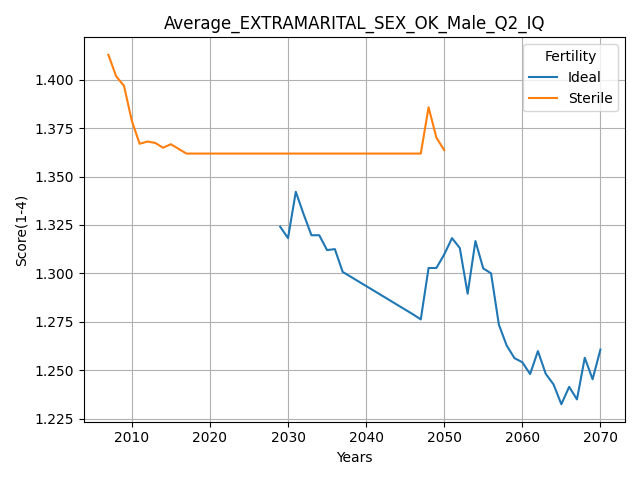 Average_EXTRAMARITAL_SEX_OK_Male_Q2_IQ
Fertility
Ideal
Sterile
Score(1-4)
1.400
1.375
1.350
1.325
1.300
1.275
1.250
1.225
2010 2020 2030 2040 2050 2060 2070
Years